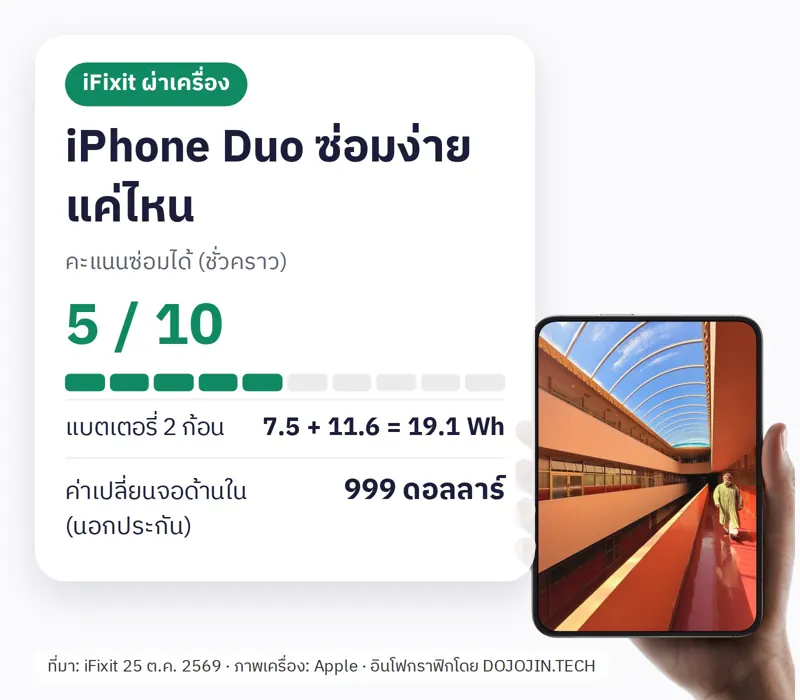 iFixit ผ่าเครื่อง
iPhone Duo ซ่อมง่าย
แค่ไหน
คะแนนซ่อมได้ (ชั่วคราว)
5 / 10
แบตเตอรี่ 2 ก้อน 7.5 + 11.6 = 19.1 Wh
ค่าเปลี่ยนจอด้านใน 999 ดอลลาร์
(นอกประกัน)
ที่มา: iFixit 25 ต.ค. 2569 · ภาพเครื่อง: Apple · อินโฟกราฟิกโดย DOJOJIN.TECH